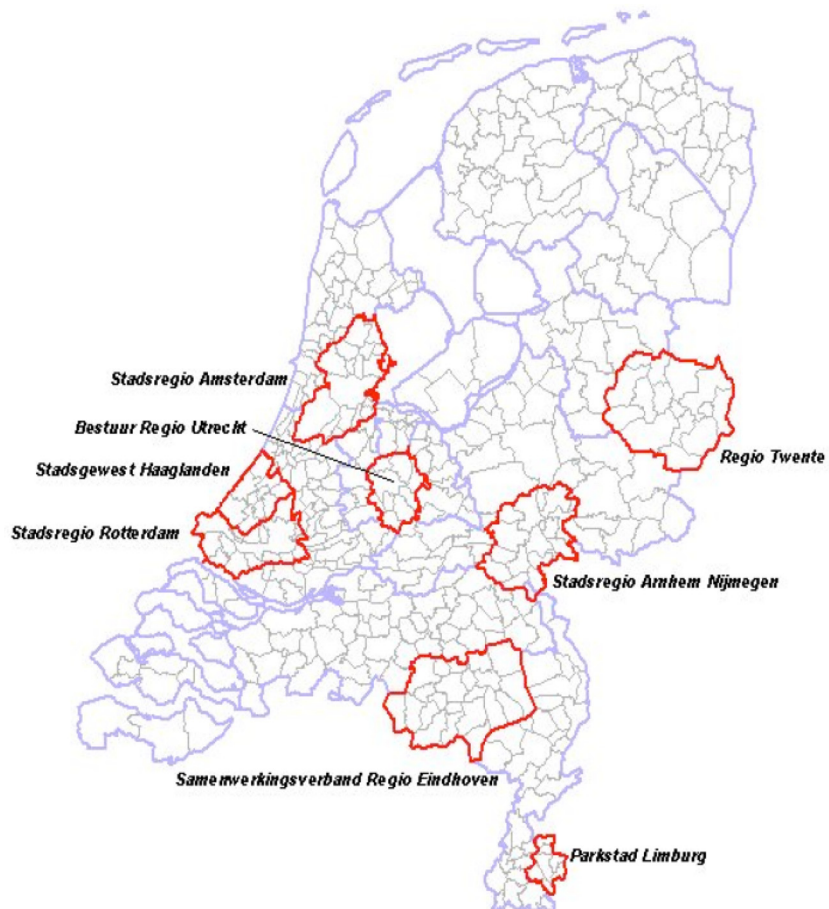 Stadsregio Amsterdam
Bestuur Regio Utrecht
Stadsgewest Haaglanden
Regio Twente
Stadsregio Rotterdam
Stadsregio Arnhem Nijmegen
Samenwerkingsverband Regio Eindhoven
Parkstad Limburg